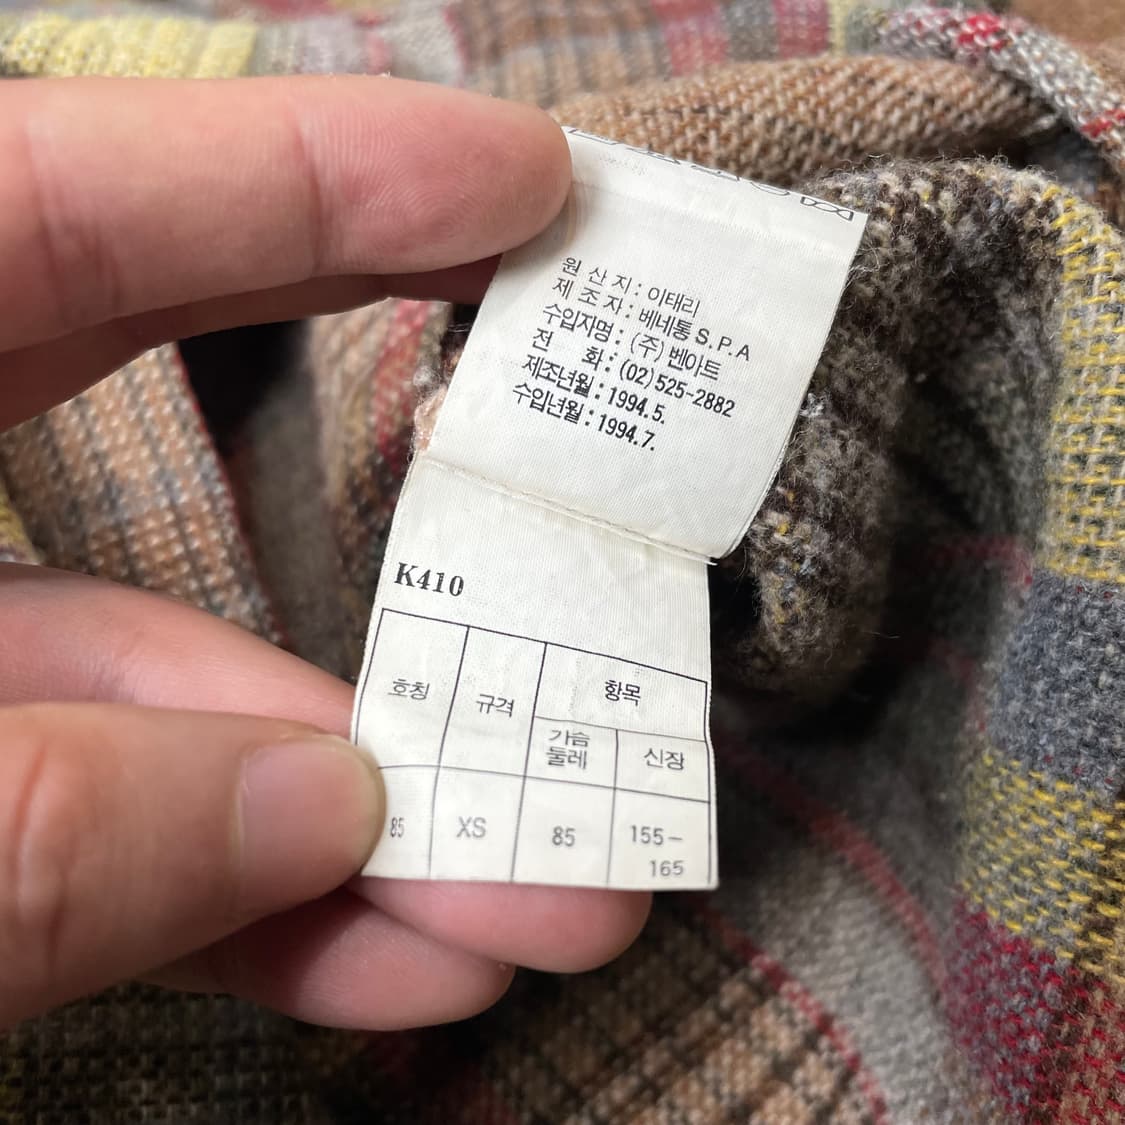 원 산 지 : 이태리
제 조 자 : 베네통 S.P.A
수입자명 : (주) 벤아트
전 화 : (02) 525-2882
제조년월 : 1994.5.
수입년월 : 1994.7.
K410
호칭 규격 항목
가슴둘레 신장
85 XS 85 155-165